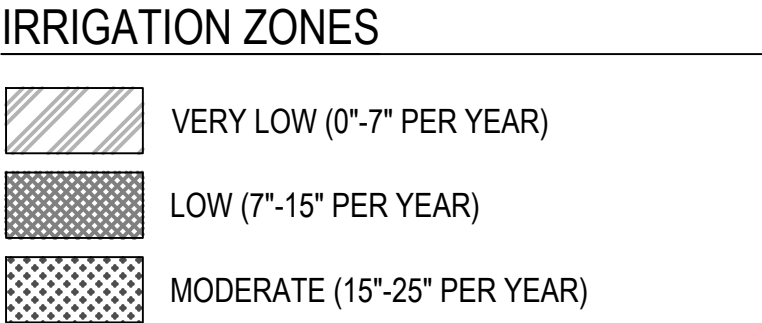 IRRIGATION ZONES
VERY LOW (0"-7" PER YEAR)
LOW (7"-15" PER YEAR)
MODERATE (15"-25" PER YEAR)